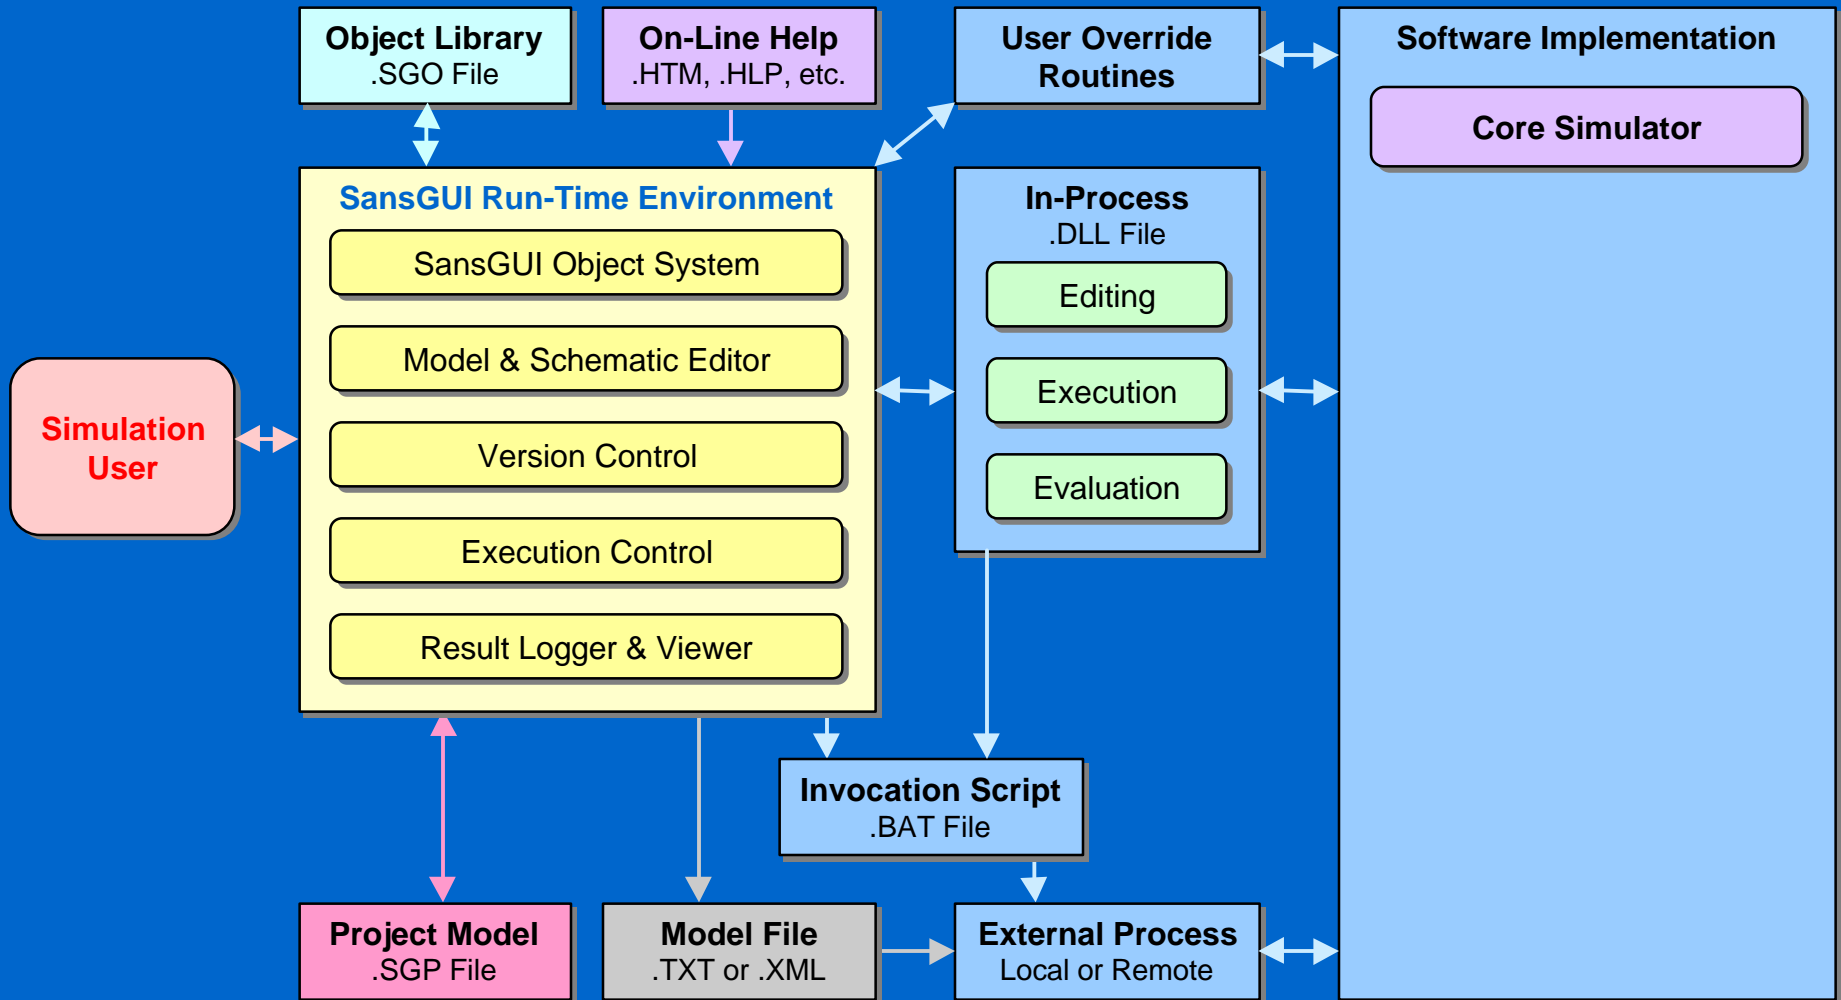 Object Library
.SGO File
On-Line Help
.HTM, .HLP, etc.
User Override
Routines
Software Implementation
Core Simulator
SansGUI Run-Time Environment
SansGUI Object System
Model & Schematic Editor
Version Control
Execution Control
Result Logger & Viewer
In-Process
.DLL File
Editing
Execution
Evaluation
Simulation
User
Invocation Script
.BAT File
Project Model
.SGP File
Model File
.TXT or .XML
External Process
Local or Remote